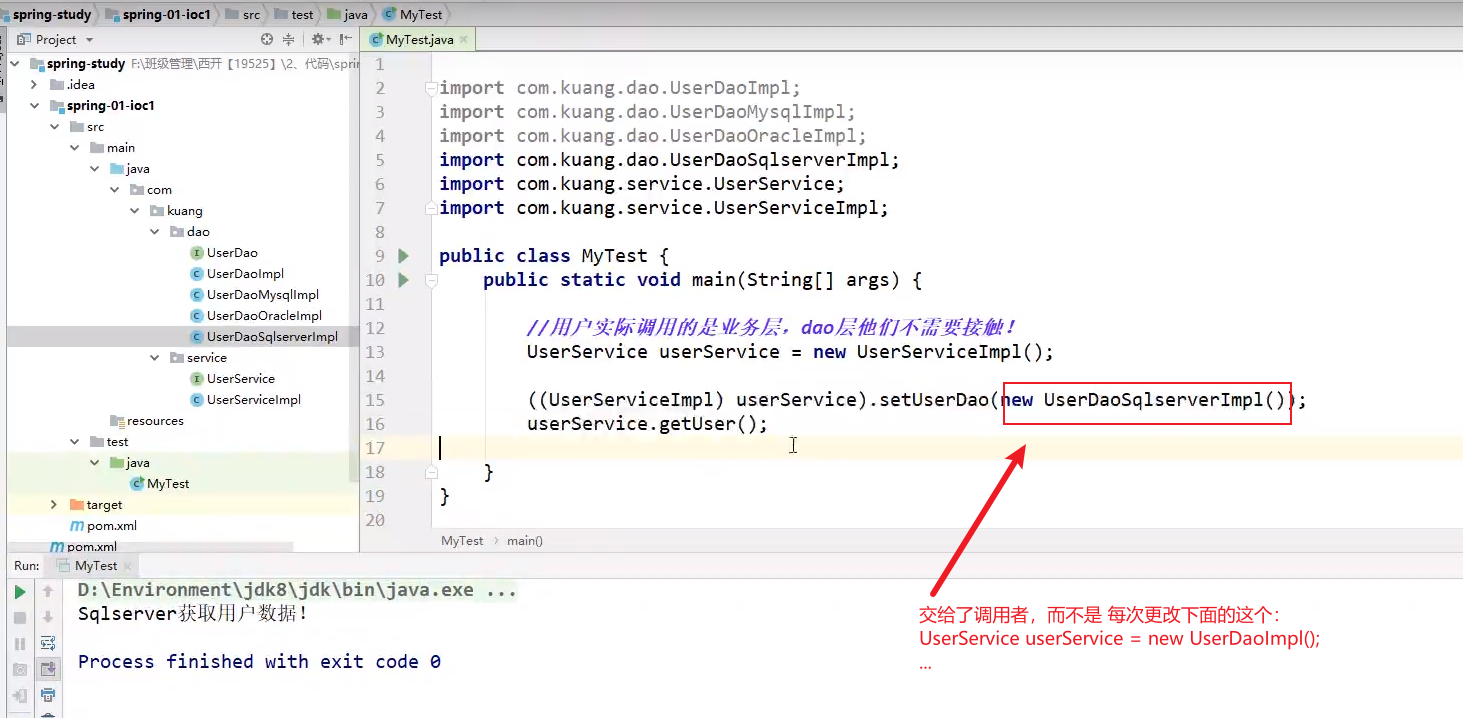 spring-study spring-01-ioc1 src test java MyTest
Project
MyTest.java
spring-study F:\班级管理\西开【19525】\2、代码\sprin
.idea
spring-01-ioc1
src
main
java
com
kuang
dao
UserDao
UserDaoImpl
UserDaoMysqlImpl
UserDaoOracleImpl
UserDaoSqlserverImpl
service
UserService
UserServiceImpl
resources
test
java
MyTest
target
pom.xml
pom.xml
1
2 import com.kuang.dao.UserDaoImpl;
3 import com.kuang.dao.UserDaoMysqlImpl;
4 import com.kuang.dao.UserDaoOracleImpl;
5 import com.kuang.dao.UserDaoSqlserverImpl;
6 import com.kuang.service.UserService;
7 import com.kuang.service.UserServiceImpl;
8
9 public class MyTest {
10 public static void main(String[] args) {
11
12 //用户实际调用的是业务层，dao层他们不需要接触！
13 UserService userService = new UserServiceImpl();
14
15 ((UserServiceImpl) userService).setUserDao(new UserDaoSqlserverImpl());
16 userService.getUser();
17
18 }
19 }
20
MyTest main()
Run: MyTest
D:\Environment\jdk8\jdk\bin\java.exe ...
Sqlserver获取用户数据！
Process finished with exit code 0
交给了调用者，而不是 每次更改下面的这个：
UserService userService = new UserDaoImpl();
...